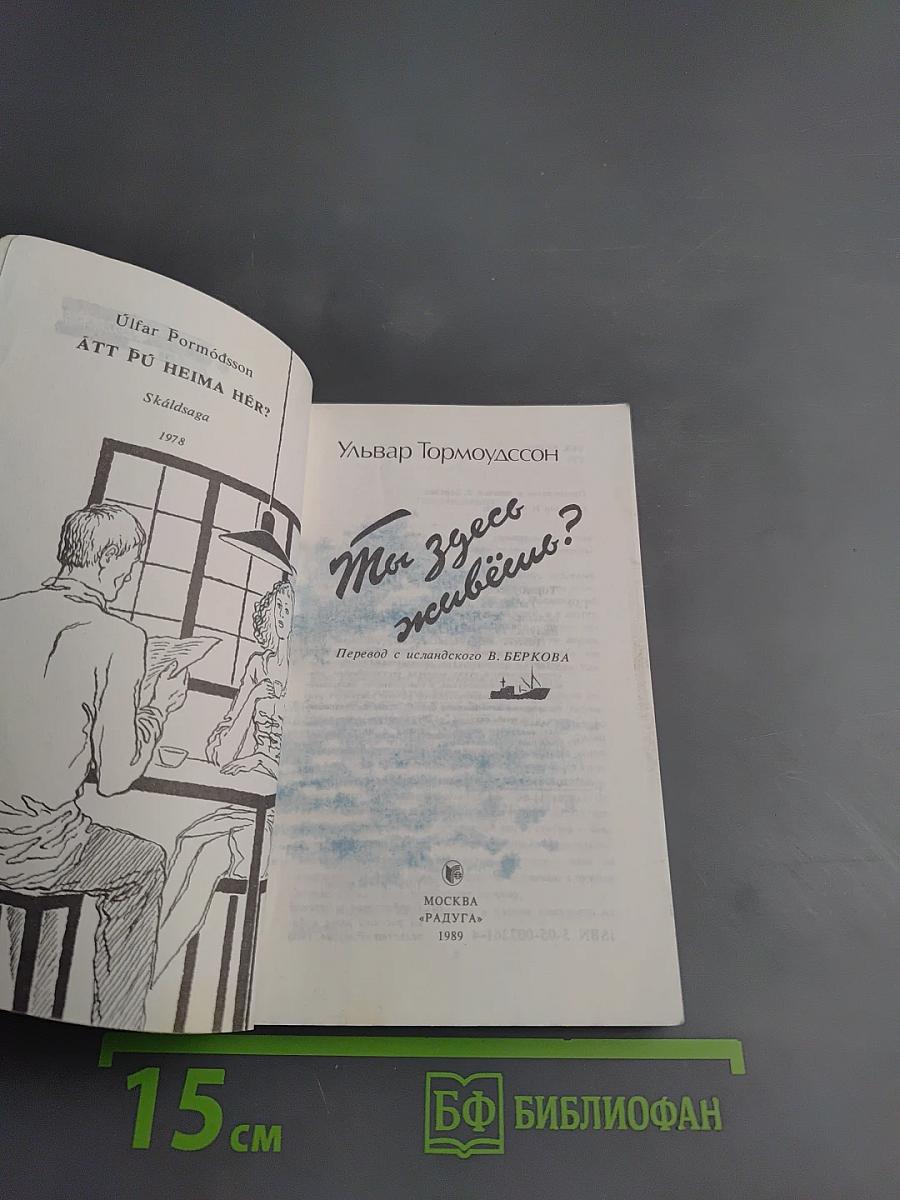 Úlfar Þormódsson
ÁTT ÞÚ HEIMA HÉR?
Skáldsaga
1978
Ульвар Тормоудссон
Ты здесь
живёшь?
Перевод с исландского В. БЕРКОВА
МОСКВА
«РАДУГА»
1989
15 см
БФ БИБЛИОФАН